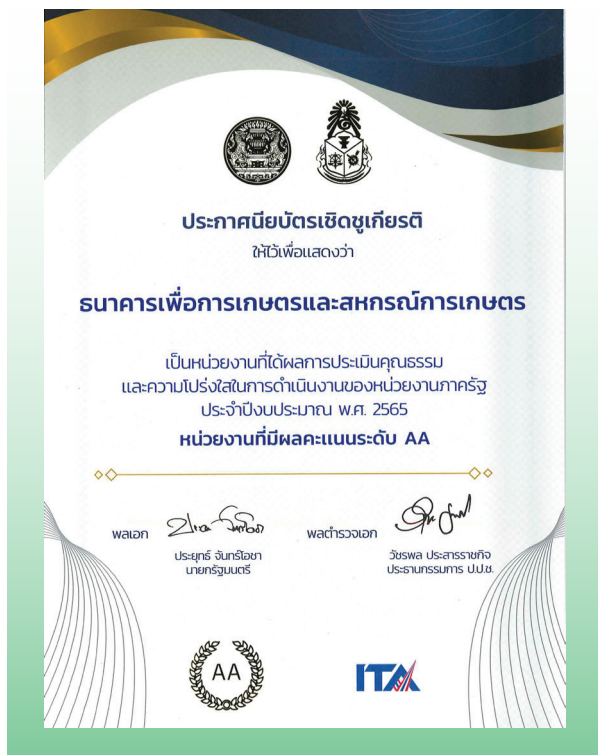 ประกาศนียบัตรเชิดชูเกียรติ
ให้ไว้เพื่อแสดงว่า
ธนาคารเพื่อการเกษตรและสหกรณ์การเกษตร
เป็นหน่วยงานที่ได้ผลการประเมินคุณธรรม
และความโปร่งใสในการดำเนินงานของหน่วยงานภาครัฐ
ประจำปีงบประมาณ พ.ศ. 2565
หน่วยงานที่มีผลคะแนนระดับ AA
พลเอก
ประยุทธ์ จันทร์โอชา
นายกรัฐมนตรี
พลตำรวจเอก
วัชรพล ประสารราชกิจ
ประธานกรรมการ ป.ป.ช.
AA
ITA